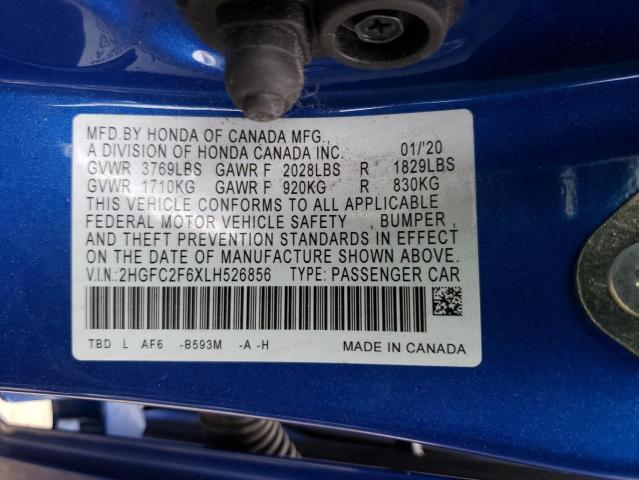 MFD.BY HONDA OF CANADA MFG.,
A DIVISION OF HONDA CANADA INC. 01/'20
GVWR 3769LBS GAWR F 2028LBS R 1829LBS
GVWR 1710KG GAWR F 920KG R 830KG
THIS VEHICLE CONFORMS TO ALL APPLICABLE
FEDERAL MOTOR VEHICLE SAFETY , BUMPER ,
AND THEFT PREVENTION STANDARDS IN EFFECT
ON THE DATE OF MANUFACTURE SHOWN ABOVE.
V.I.N.:2HGFC2F6XLH526856 TYPE: PASSENGER CAR
TBD L AF6 -B593M -A -H MADE IN CANADA